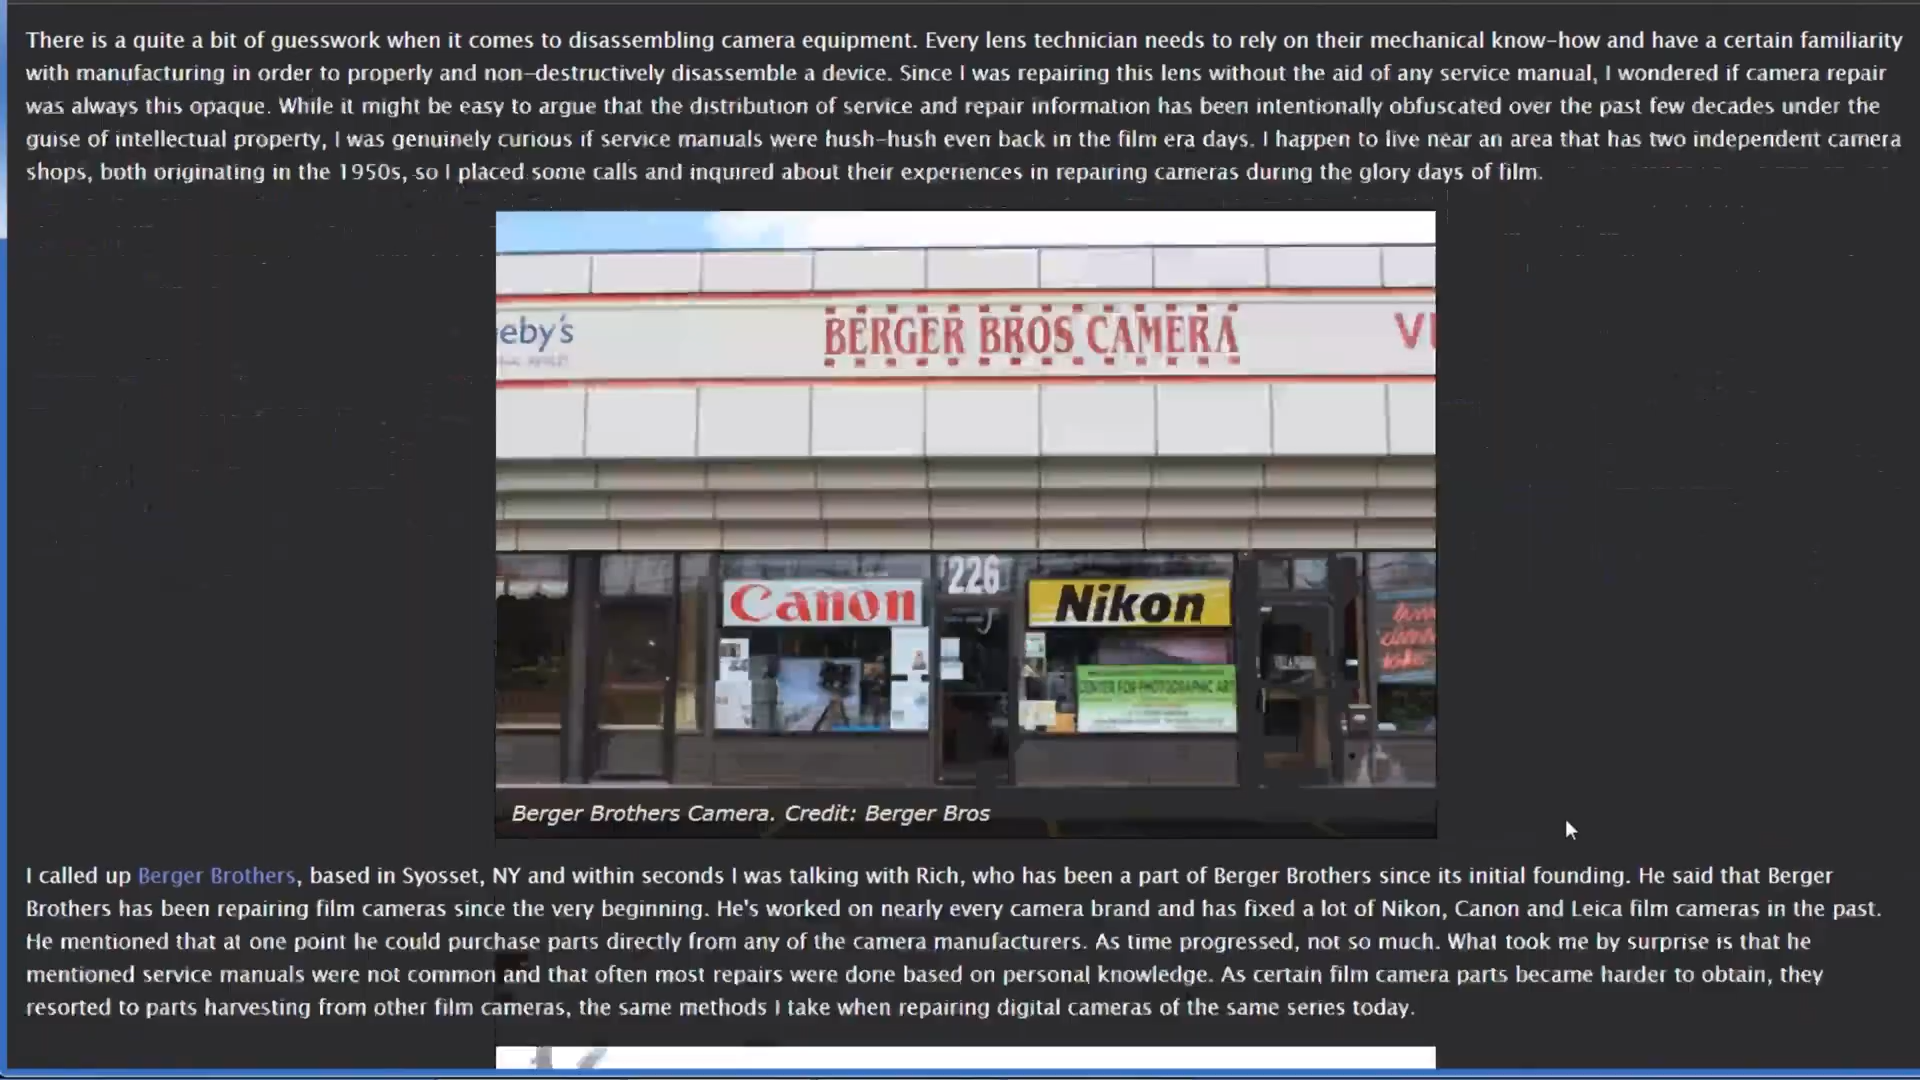 There is a quite a bit of guesswork when it comes to disassembling camera equipment. Every lens technician needs to rely on their mechanical know-how and have a certain familiarity
with manufacturing in order to properly and non-destructively disassemble a device. Since I was repairing this lens without the aid of any service manual, I wondered if camera repair
was always this opaque. While it might be easy to argue that the distribution of service and repair information has been intentionally obfuscated over the past few decades under the
guise of intellectual property, I was genuinely curious if service manuals were hush-hush even back in the film era days. I happen to live near an area that has two independent camera
shops, both originating in the 1950s, so I placed some calls and inquired about their experiences in repairing cameras during the glory days of film.
eby's
BERGER BROS CAMERA
VI
226
Canon
Nikon
CENTER FOR PHOTOGRAPHIC ART
Berger Brothers Camera. Credit: Berger Bros
I called up Berger Brothers, based in Syosset, NY and within seconds I was talking with Rich, who has been a part of Berger Brothers since its initial founding. He said that Berger
Brothers has been repairing film cameras since the very beginning. He's worked on nearly every camera brand and has fixed a lot of Nikon, Canon and Leica film cameras in the past.
He mentioned that at one point he could purchase parts directly from any of the camera manufacturers. As time progressed, not so much. What took me by surprise is that he
mentioned service manuals were not common and that often most repairs were done based on personal knowledge. As certain film camera parts became harder to obtain, they
resorted to parts harvesting from other film cameras, the same methods I take when repairing digital cameras of the same series today.